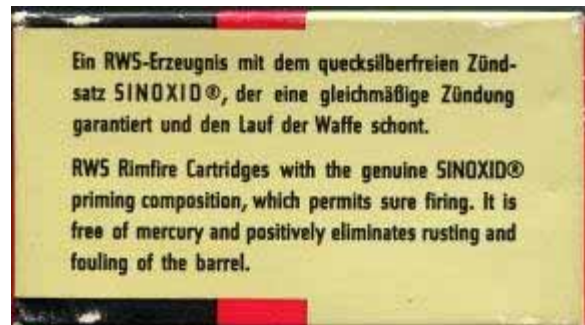 Ein RWS-Erzeugnis mit dem quecksilberfreien Zünd-
satz SINOXID®, der eine gleichmäßige Zündung
garantiert und den Lauf der Waffe schont.
RWS Rimfire Cartridges with the genuine SINOXID®
priming composition, which permits sure firing. It is
free of mercury and positively eliminates rusting and
fouling of the barrel.